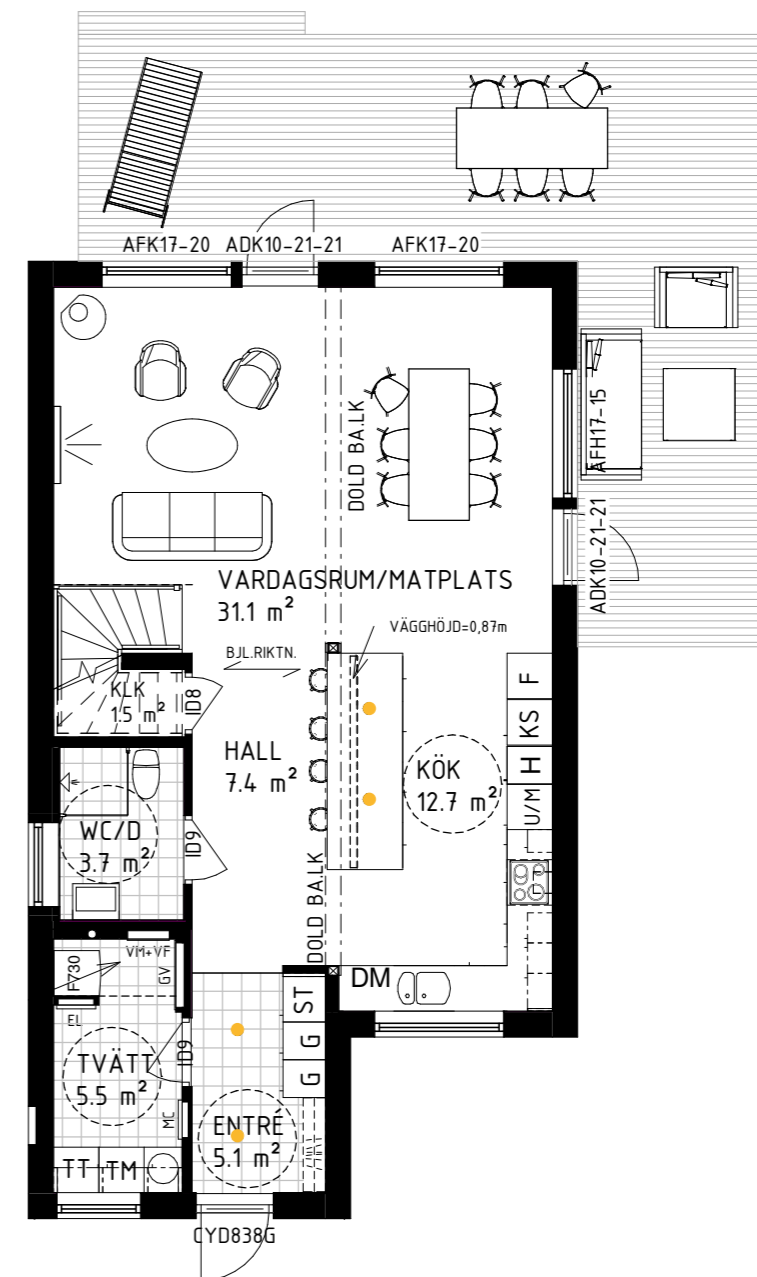 AFK17-20
ADK10-21-21
AFK17-20
DOLD BA.LK
AFH17-15
ADK10-21-21
VARDAGSRUM/MATPLATS
31.1 m²
VÄGGHÖJD=0,87m
BJL.RIKTN.
KLK
1.5 m²
ID8
F
KS
H
U/M
HALL
7.4 m²
KÖK
12.7 m²
WC/D
3.7 m²
ID9
DOLD BA.LK
VM+VF
F730
GV
DM
ST
G
G
EL
TVÄTT
5.5 m²
ID9
MC
ENTRÉ
5.1 m²
TT
TM
CYD838G